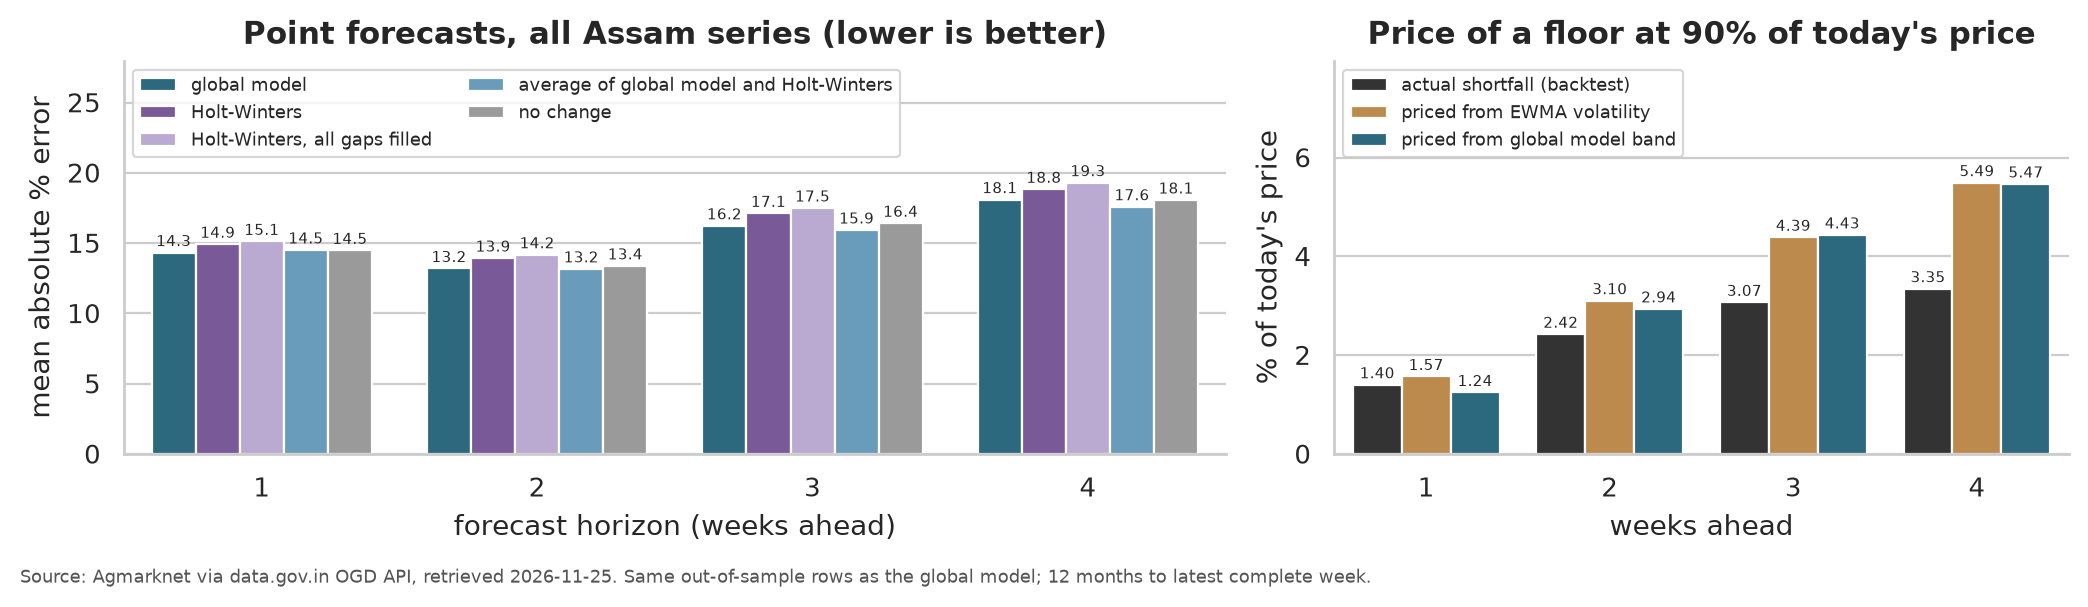 Point forecasts, all Assam series (lower is better)
mean absolute % error
25
20
15
10
5
0
global model
Holt-Winters
Holt-Winters, all gaps filled
average of global model and Holt-Winters
no change
14.3 14.9 15.1 14.5 14.5
13.2 13.9 14.2 13.2 13.4
16.2 17.1 17.5 15.9 16.4
18.1 18.8 19.3 17.6 18.1
1 2 3 4
forecast horizon (weeks ahead)
Price of a floor at 90% of today's price
% of today's price
6
4
2
0
actual shortfall (backtest)
priced from EWMA volatility
priced from global model band
1.40 1.57 1.24
2.42 3.10 2.94
3.07 4.39 4.43
3.35 5.49 5.47
1 2 3 4
weeks ahead
Source: Agmarknet via data.gov.in OGD API, retrieved 2026-11-25. Same out-of-sample rows as the global model; 12 months to latest complete week.